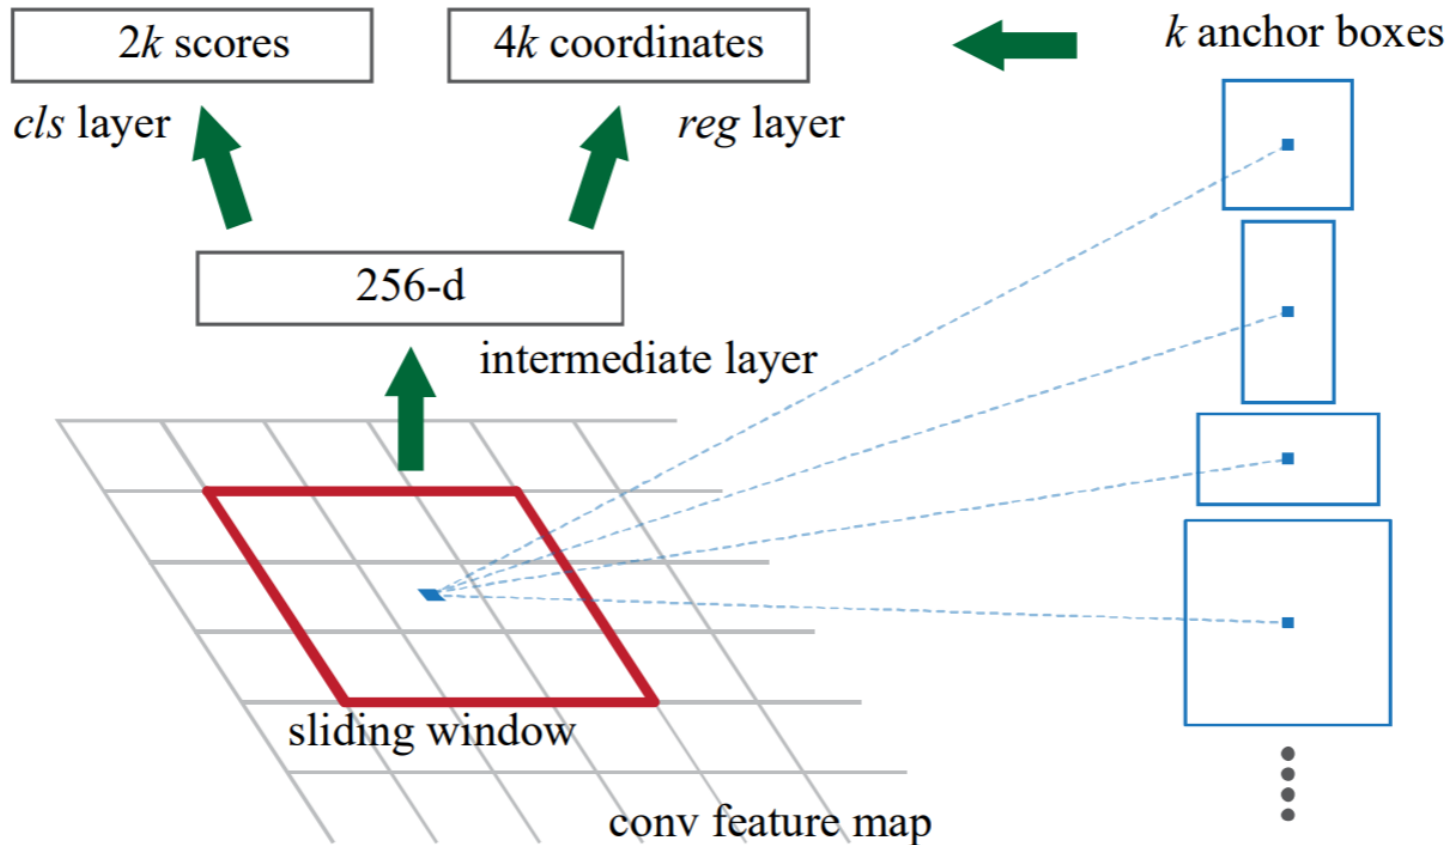 2k scores
4k coordinates
k anchor boxes
cls layer
reg layer
256-d
intermediate layer
sliding window
conv feature map